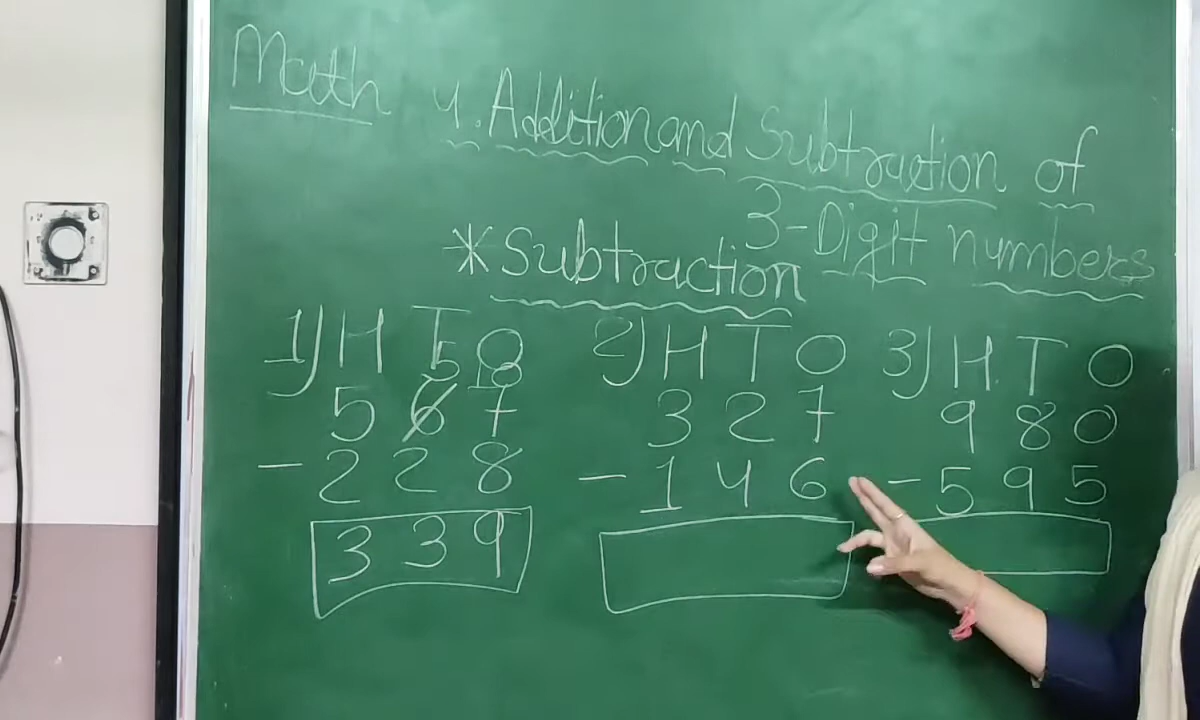 Math 4. Addition and Subtraction of
3-Digit numbers
*Subtraction
1) H T O 2) H T O 3) H T O
5 18
5 6 7 3 2 7 9 8 0
- 2 2 8 - 1 4 6 - 5 9 5
3 3 9